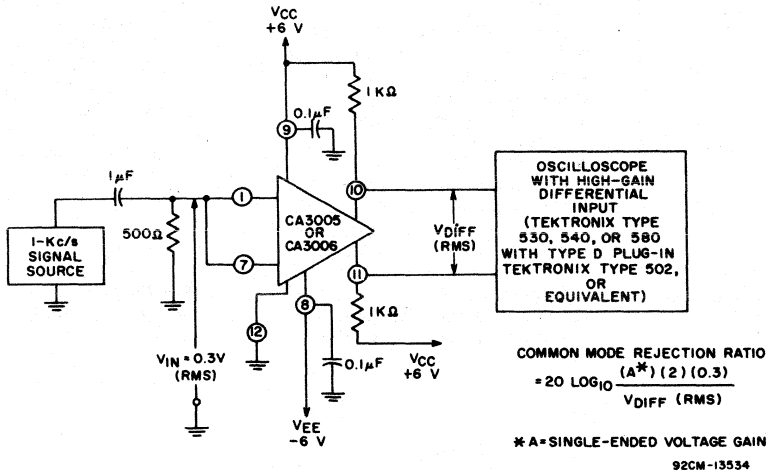 VCC
+6 V
1 KΩ
0.1μF
9
1μF
1
10
CA3005
OR
CA3006
VDIFF
(RMS)
OSCILLOSCOPE
WITH HIGH-GAIN
DIFFERENTIAL
INPUT
(TEKTRONIX TYPE
530, 540, OR 580
WITH TYPE D PLUG-IN
TEKTRONIX TYPE 502,
OR
EQUIVALENT)
1-Kc/s
SIGNAL
SOURCE
500Ω
7
11
12
8
1KΩ
VIN = 0.3V
(RMS)
0.1μF
VCC
+6 V
VEE
-6 V
COMMON MODE REJECTION RATIO
= 20 LOG10 (A*) (2) (0.3)
VDIFF (RMS)
* A = SINGLE-ENDED VOLTAGE GAIN
92CM-13534